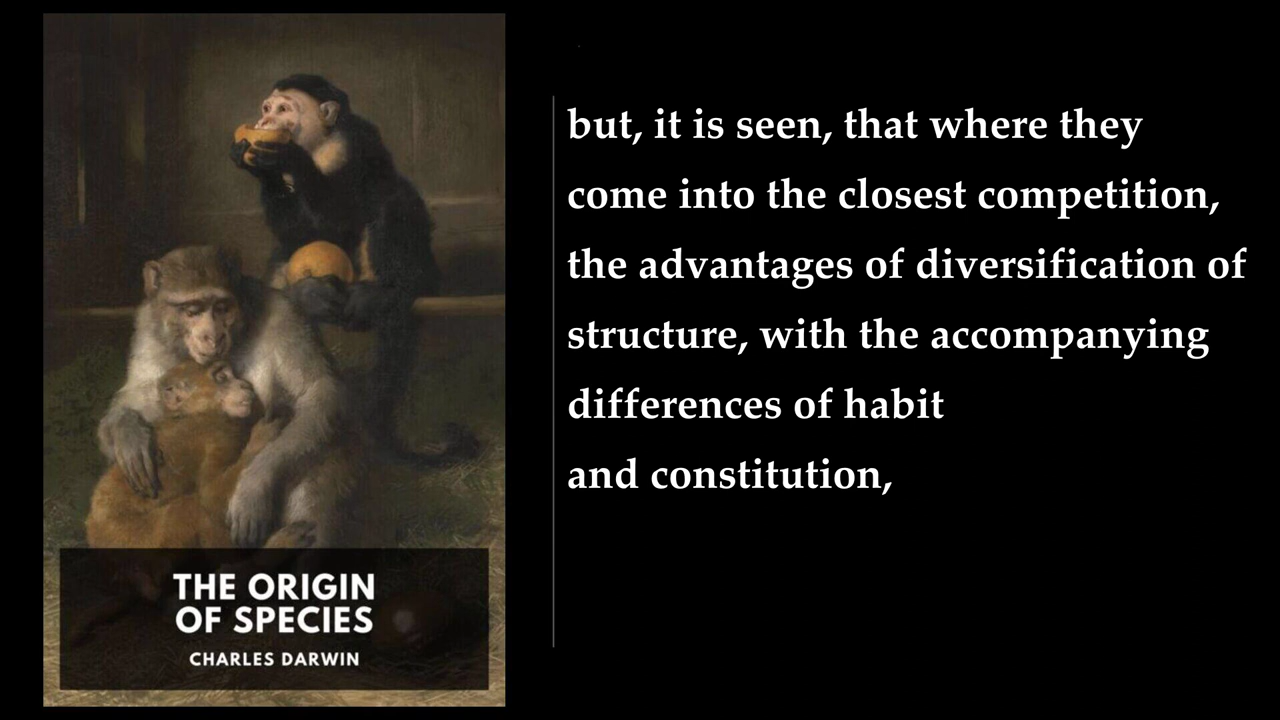 but, it is seen, that where they
come into the closest competition,
the advantages of diversification of
structure, with the accompanying
differences of habit
and constitution,
THE ORIGIN
OF SPECIES
CHARLES DARWIN